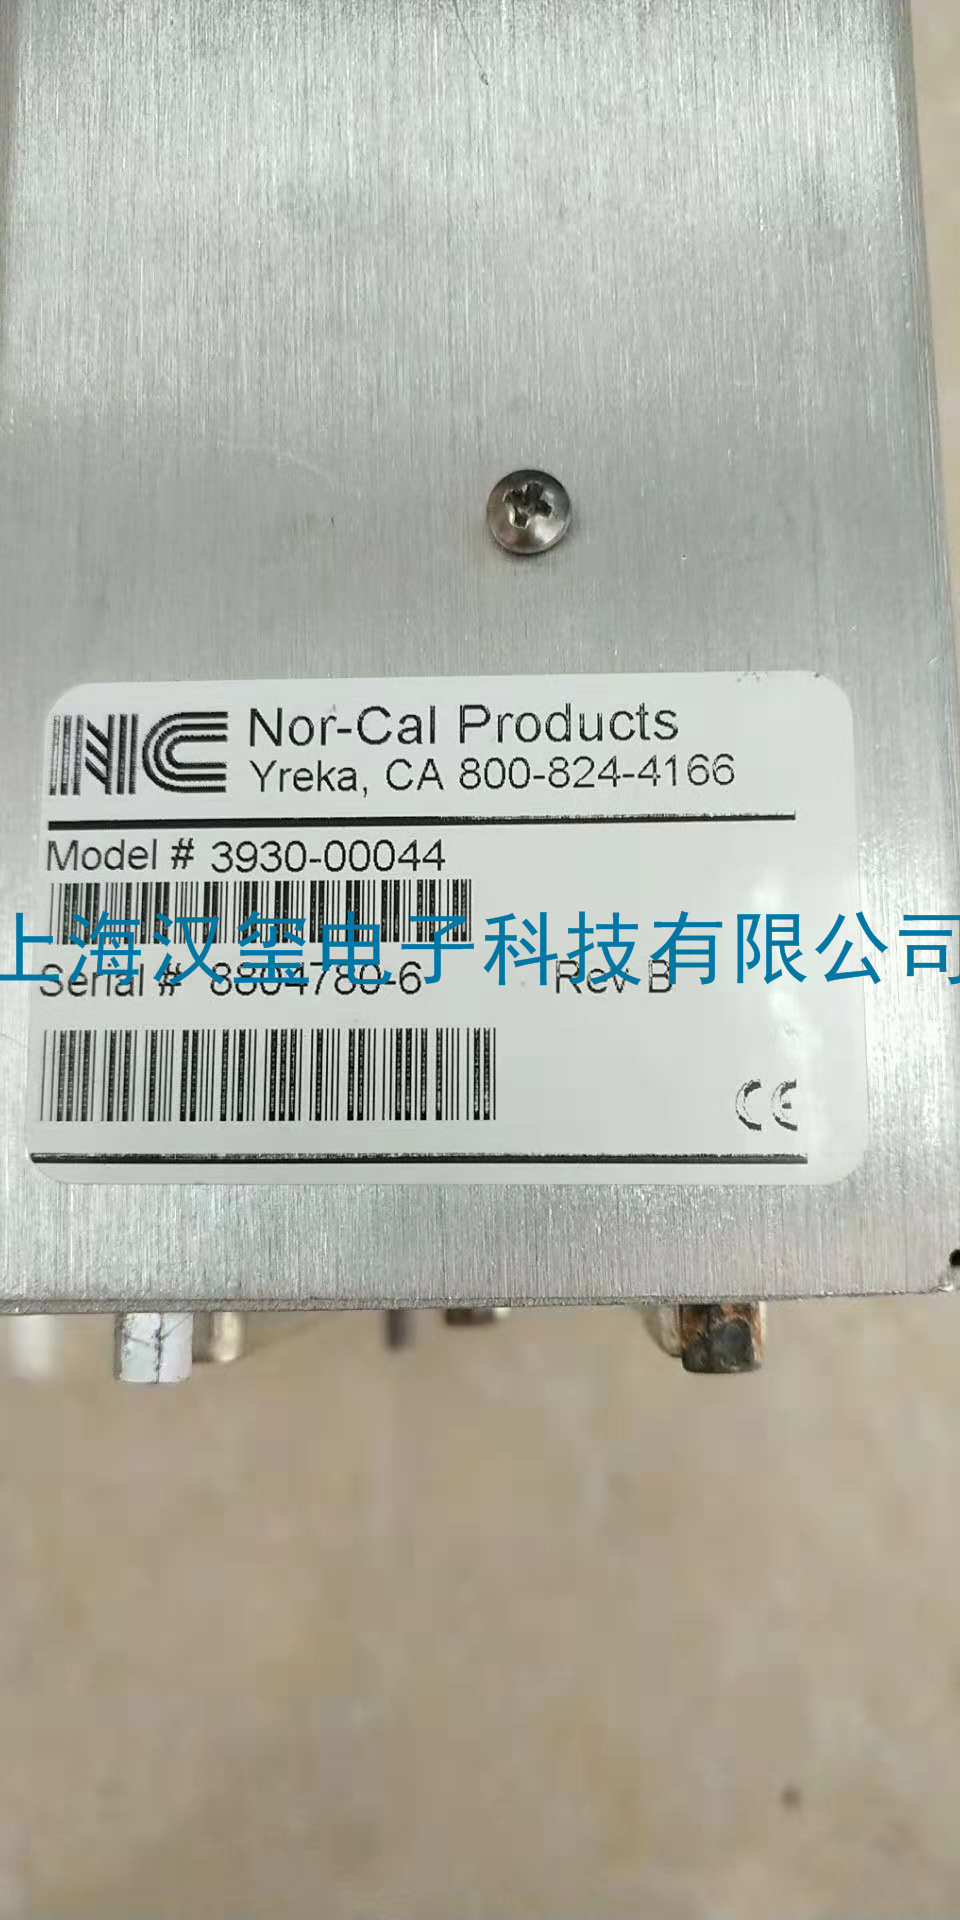 NC Nor-Cal Products
Yreka, CA 800-824-4166
Model # 3930-00044
上海汉玺电子科技有限公司
Serial # 3804780-6 Rev B
CE